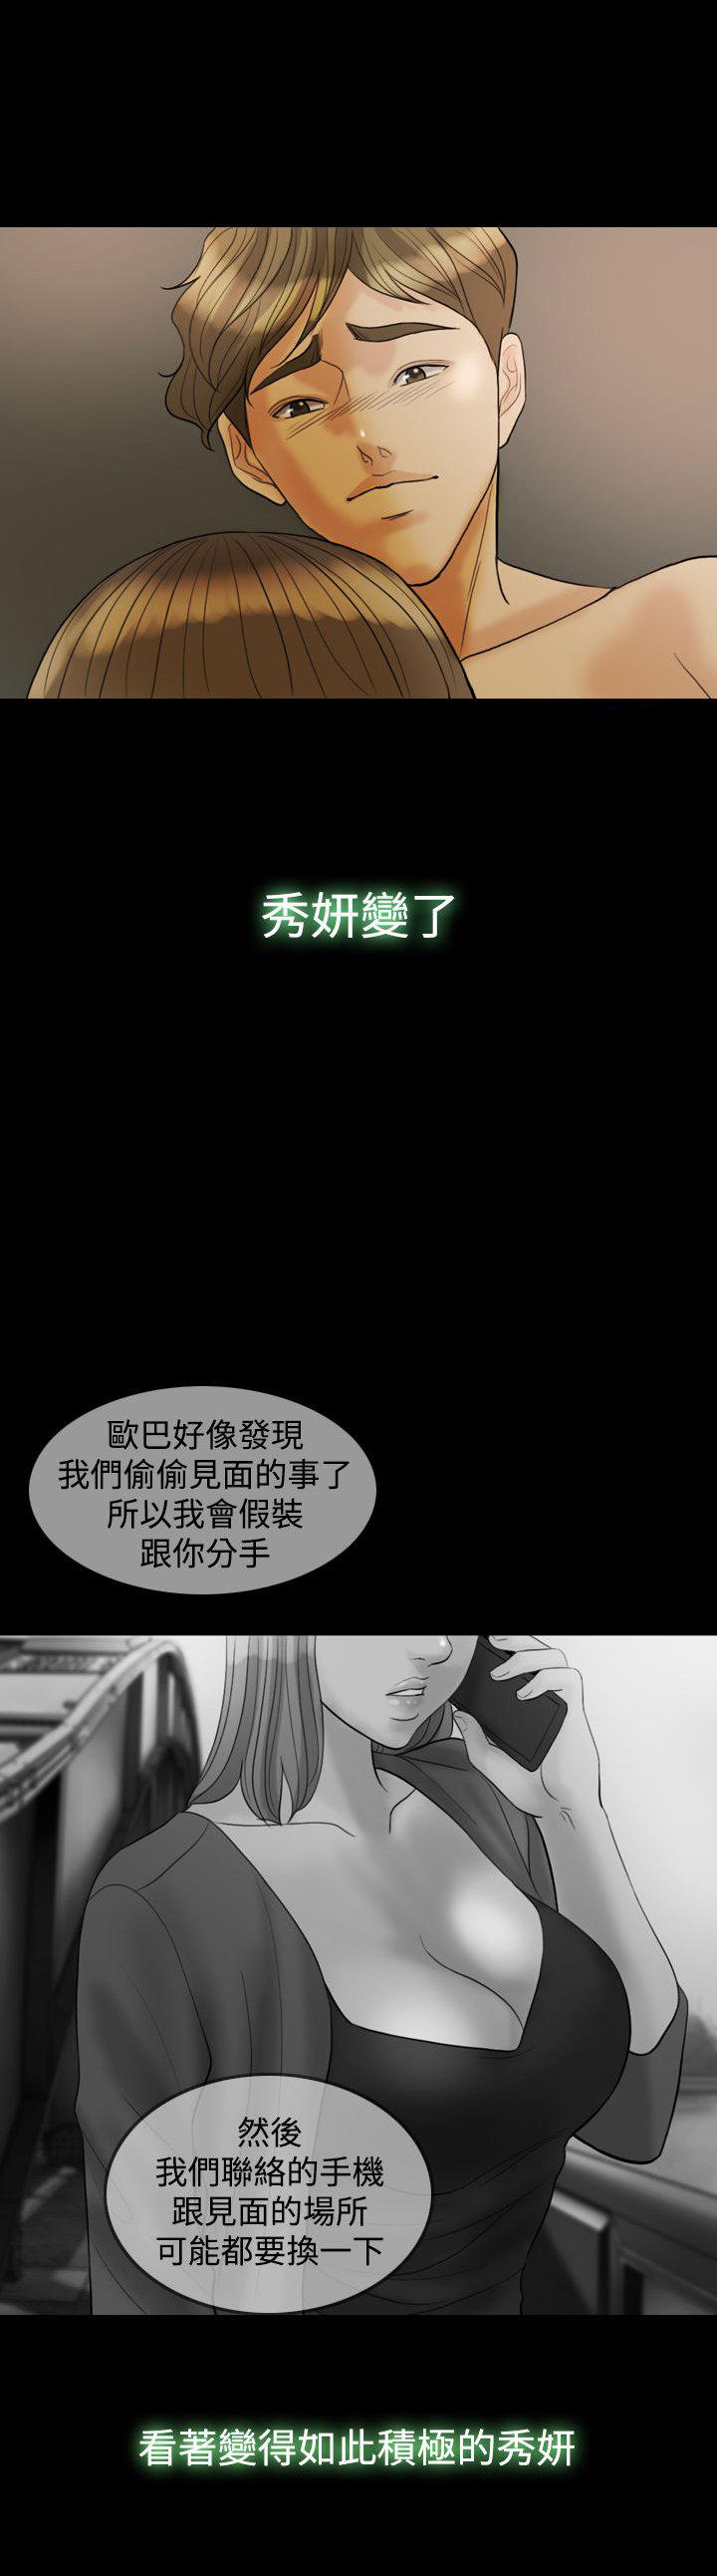 秀妍變了
歐巴好像發現
我們偷偷見面的事了
所以我會假裝
跟你分手
然後
我們聯絡的手機
跟見面的場所
可能都要換一下
看著變得如此積極的秀妍